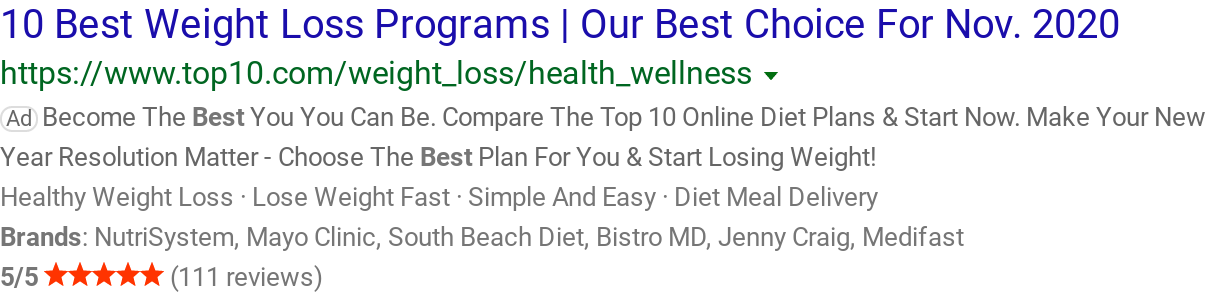 10 Best Weight Loss Programs | Our Best Choice For Nov. 2020
https://www.top10.com/weight_loss/health_wellness
Ad Become The Best You You Can Be. Compare The Top 10 Online Diet Plans & Start Now. Make Your New
Year Resolution Matter - Choose The Best Plan For You & Start Losing Weight!
Healthy Weight Loss · Lose Weight Fast · Simple And Easy · Diet Meal Delivery
Brands: NutriSystem, Mayo Clinic, South Beach Diet, Bistro MD, Jenny Craig, Medifast
5/5 ★★★★★ (111 reviews)